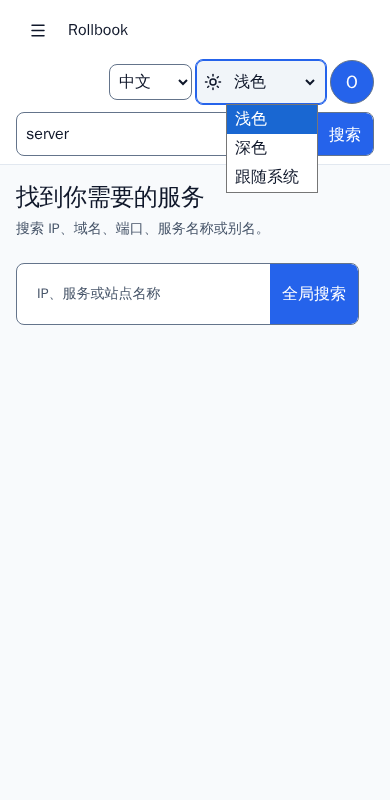 Rollbook
中文
浅色
O
server
搜索
浅色
深色
跟随系统
找到你需要的服务
搜索 IP、域名、端口、服务名称或别名。
IP、服务或站点名称
全局搜索